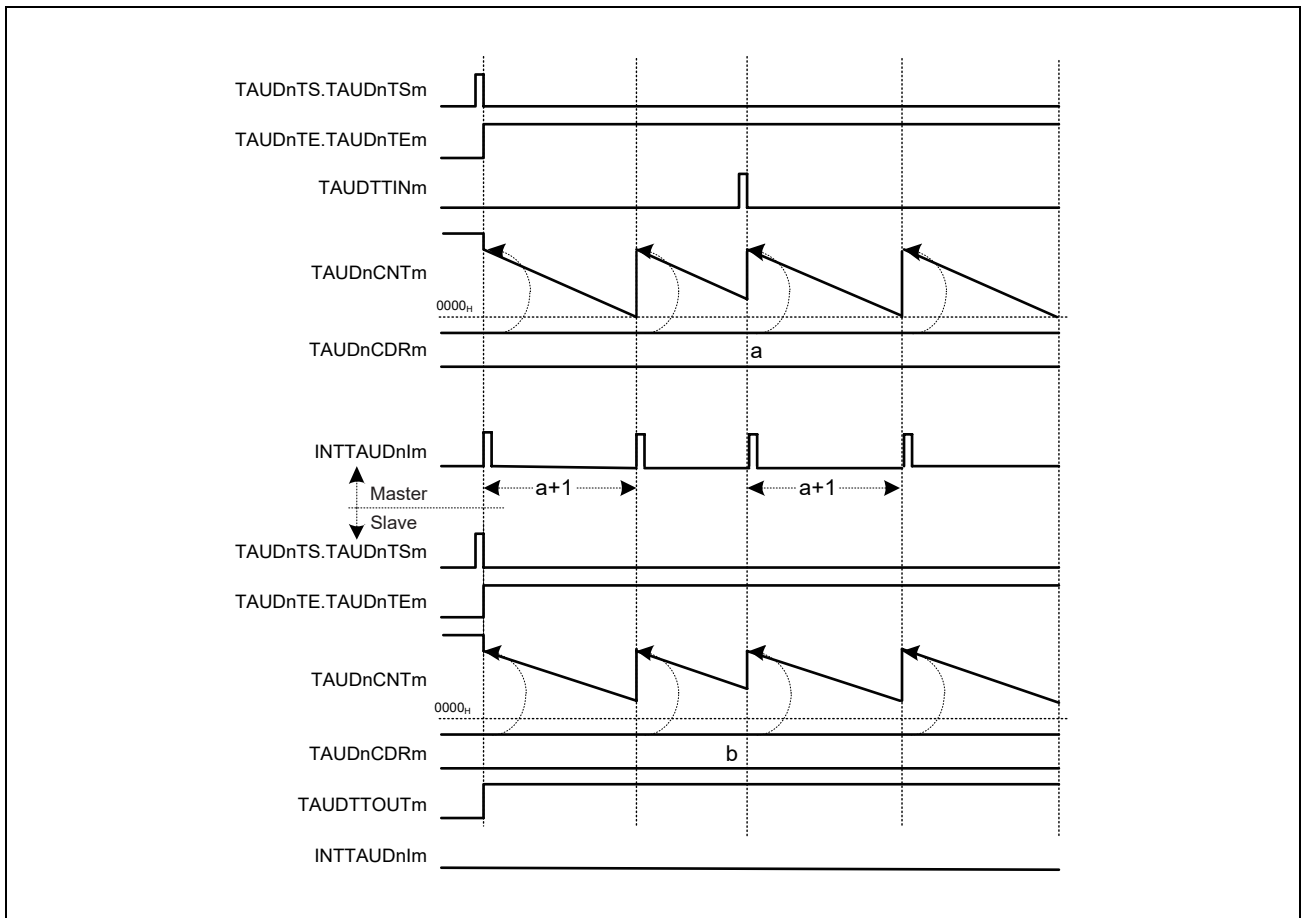 TAUDnTS.TAUDnTSm
TAUDnTE.TAUDnTEm
TAUDTTINm
TAUDnCNTm
0000H
TAUDnCDRm
a
INTTAUDnIm
a+1
a+1
Master
Slave
TAUDnTS.TAUDnTSm
TAUDnTE.TAUDnTEm
TAUDnCNTm
0000H
TAUDnCDRm
b
TAUDTTOUTm
INTTAUDnIm